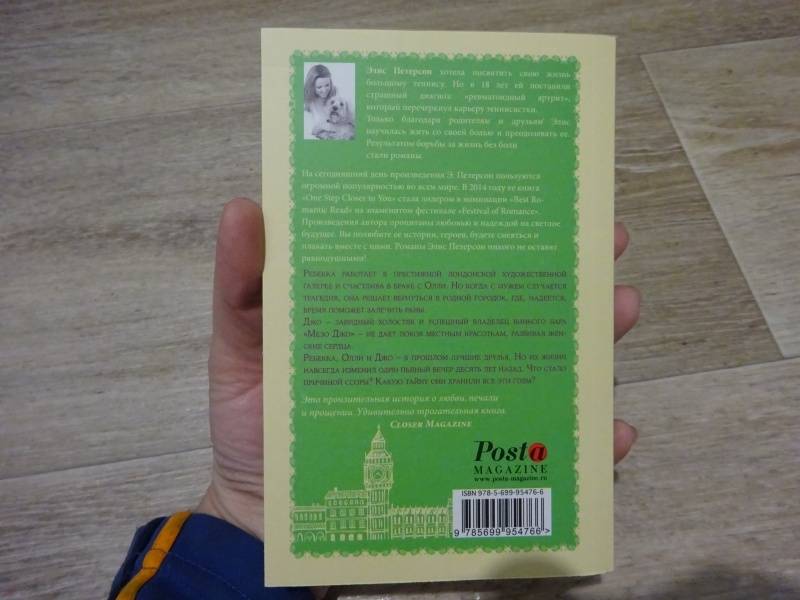 Элис Петерсон хотела посвятить свою жизнь
большому теннису. Но в 18 лет ей поставили
страшный диагноз «ревматоидный артрит»,
который перечеркнул карьеру теннисистки.
Только благодаря родителям и друзьям Элис
научилась жить со своей болью и преодолевать ее.
Результатом борьбы за жизнь без боли
стали романы.
На сегодняшний день произведения Э. Петерсон пользуются
огромной популярностью во всем мире. В 2014 году ее книга
«One Step Closer to You» стала лидером в номинации «Best Ro-
mantic Read» на знаменитом фестивале «Festival of Romance».
Произведения автора пропитаны любовью и надеждой на светлое
будущее. Вы полюбите ее истории, героев, будете смеяться и
плакать вместе с ними. Романы Элис Петерсон никого не оставят
равнодушными!
Ребекка работает в престижной лондонской художественной
галерее и счастлива в браке с Олли. Но когда с мужем случается
трагедия, она решает вернуться в родной городок, где, надеется,
время поможет залечить раны.
Джо – завидный холостяк и успешный владелец винного бара
«Мезо Джо» – не дает покоя местным красоткам, разбивая жен-
ские сердца.
Ребекка, Олли и Джо – в прошлом лучшие друзья. Но их жизни
навсегда изменил один пьяный вечер десять лет назад. Что стало
причиной ссоры? Какую тайну они хранили все эти годы?
Это пронзительная история о любви, печали
и прощении. Удивительно трогательная книга.
Closer Magazine
Posta
MAGAZINE
www.posta-magazine.ru
ISBN 978-5-699-95476-6
9 785699 954766 >